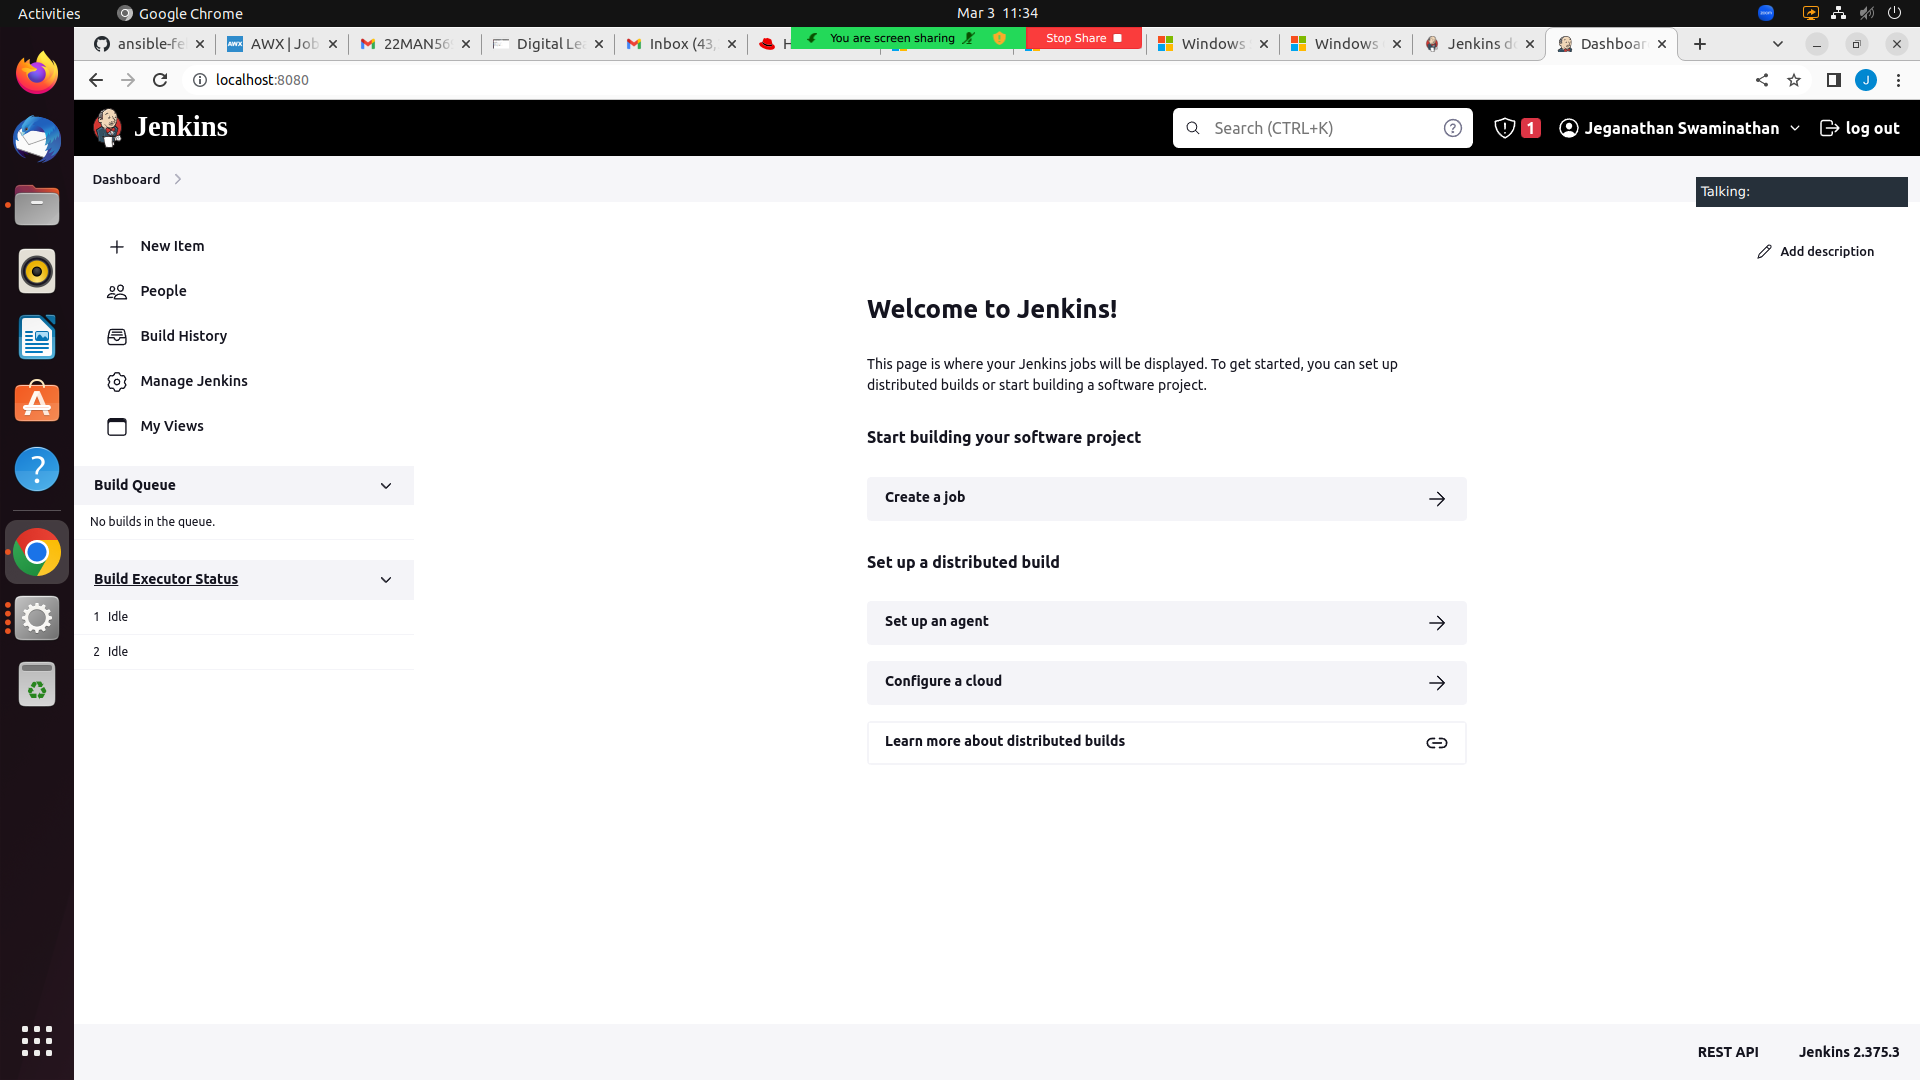 Activities
Google Chrome
Mar 3 11:34
zoom
ansible-fe
AWX | Job
22MAN56
Digital Le
Inbox (43,
H
You are screen sharing
Stop Share
Windows
Windows
Jenkins d
Dashboar
localhost:8080
J
Jenkins
Search (CTRL+K)
1
Jeganathan Swaminathan
log out
Dashboard
Talking:
New Item
People
Build History
Manage Jenkins
My Views
Add description
Welcome to Jenkins!
This page is where your Jenkins jobs will be displayed. To get started, you can set up
distributed builds or start building a software project.
Start building your software project
Create a job
Set up a distributed build
Set up an agent
Configure a cloud
Learn more about distributed builds
Build Queue
No builds in the queue.
Build Executor Status
1 Idle
2 Idle
REST API
Jenkins 2.375.3